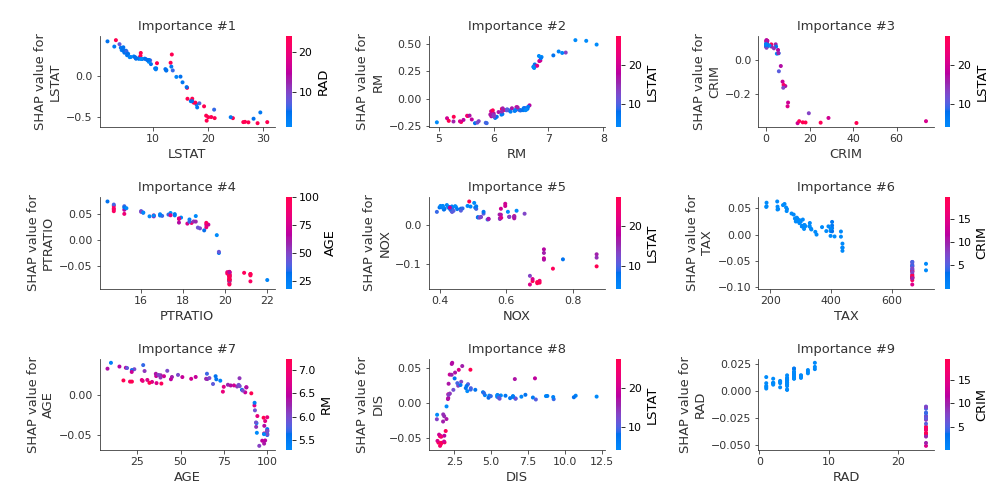 Importance #1
SHAP value for
LSTAT
0.0
−0.5
10
20
30
LSTAT
20
10
RAD
Importance #2
SHAP value for
RM
0.50
0.25
0.00
−0.25
5
6
7
8
RM
20
10
LSTAT
Importance #3
SHAP value for
CRIM
0.0
−0.2
0
20
40
60
CRIM
20
10
LSTAT
Importance #4
SHAP value for
PTRATIO
0.05
0.00
−0.05
16
18
20
22
PTRATIO
100
75
50
25
AGE
Importance #5
SHAP value for
NOX
0.0
−0.1
0.4
0.6
0.8
NOX
20
10
LSTAT
Importance #6
SHAP value for
TAX
0.05
0.00
−0.05
−0.10
200
400
600
TAX
15
10
5
CRIM
Importance #7
SHAP value for
AGE
0.00
−0.05
25
50
75
100
AGE
7.0
6.5
6.0
5.5
RM
Importance #8
SHAP value for
DIS
0.05
0.00
−0.05
2.5
5.0
7.5
10.0
12.5
DIS
20
10
LSTAT
Importance #9
SHAP value for
RAD
0.025
0.000
−0.025
−0.050
0
10
20
RAD
15
10
5
CRIM